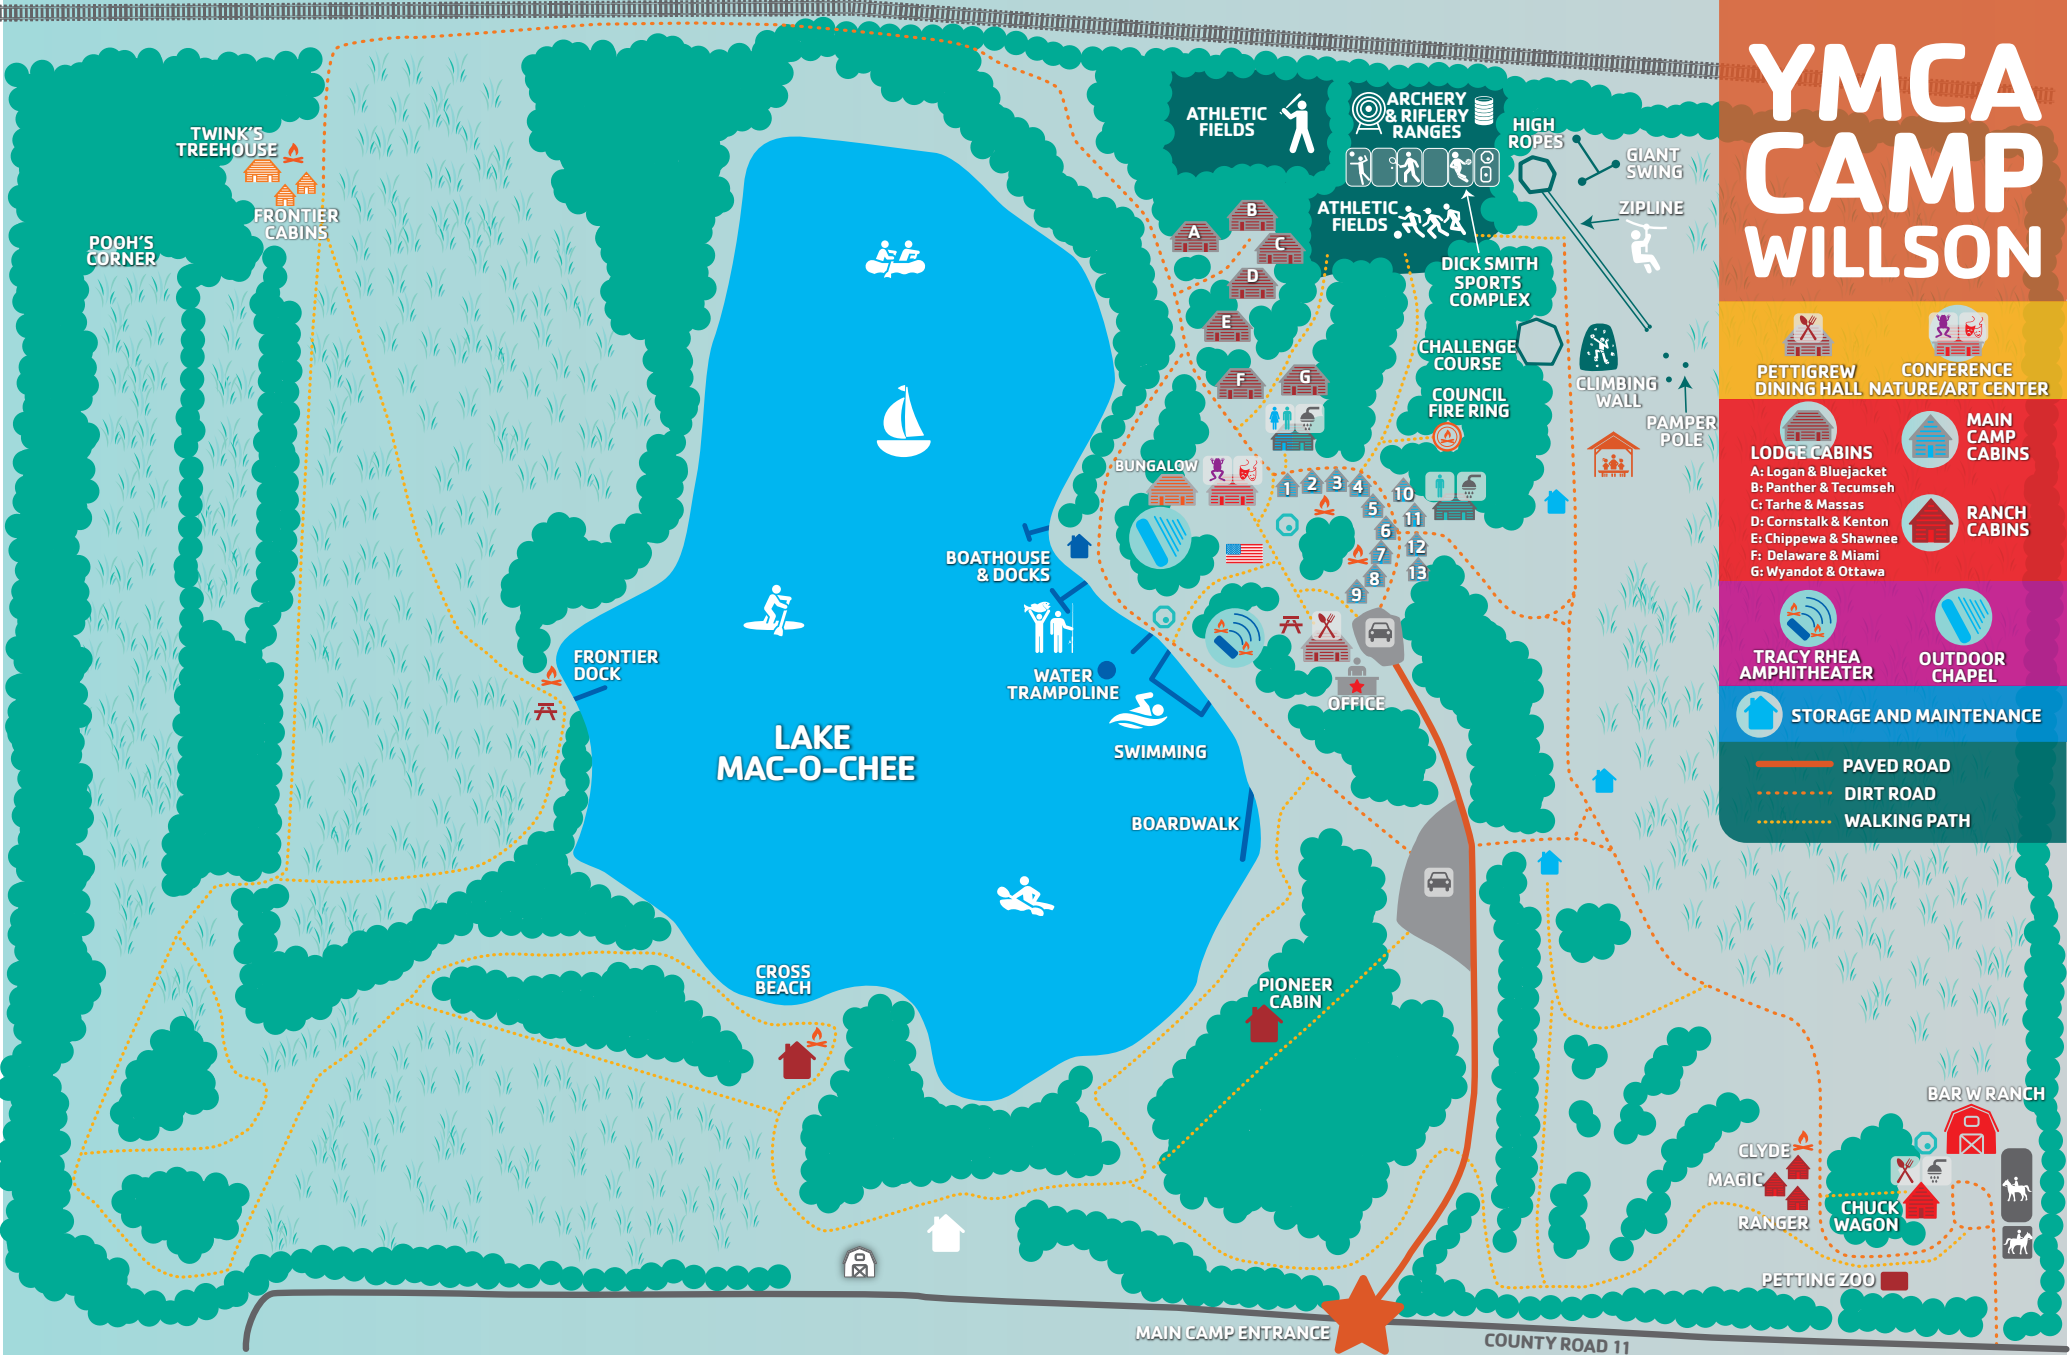 YMCA
CAMP
WILLSON
PETTIGREW
DINING HALL
CONFERENCE
NATURE/ART CENTER
LODGE CABINS
A: Logan & Bluejacket
B: Panther & Tecumseh
C: Tarhe & Massas
D: Cornstalk & Kenton
E: Chippewa & Shawnee
F: Delaware & Miami
G: Wyandot & Ottawa
MAIN
CAMP
CABINS
RANCH
CABINS
TRACY RHEA
AMPHITHEATER
OUTDOOR
CHAPEL
STORAGE AND MAINTENANCE
PAVED ROAD
DIRT ROAD
WALKING PATH
TWINK'S
TREEHOUSE
FRONTIER
CABINS
POOH'S
CORNER
ATHLETIC
FIELDS
ARCHERY
& RIFLERY
RANGES
HIGH
ROPES
GIANT
SWING
ZIPLINE
ATHLETIC
FIELDS
DICK SMITH
SPORTS
COMPLEX
A
B
C
D
E
F
G
CHALLENGE
COURSE
CLIMBING
WALL
PAMPER
POLE
COUNCIL
FIRE RING
BUNGALOW
1
2
3
4
5
6
7
8
9
10
11
12
13
BOATHOUSE
& DOCKS
WATER
TRAMPOLINE
SWIMMING
OFFICE
FRONTIER
DOCK
LAKE
MAC-O-CHEE
BOARDWALK
CROSS
BEACH
PIONEER
CABIN
BAR W RANCH
CLYDE
MAGIC
RANGER
CHUCK
WAGON
PETTING ZOO
MAIN CAMP ENTRANCE
COUNTY ROAD 11